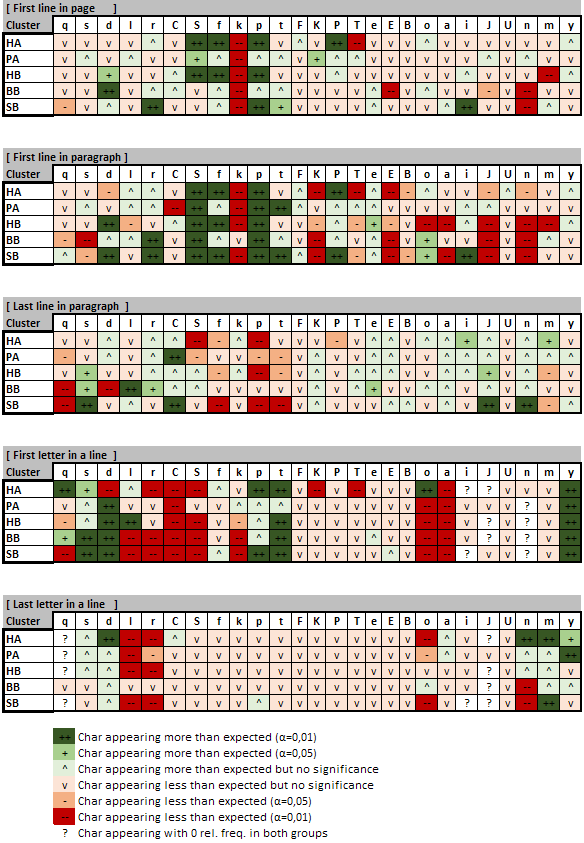 [ First line in page ]
Cluster q s d l r C S f k p t F K P T e E B o a i J U n m y
HA v v v v ^ v ++ ++ -- ++ v ^ v ++ -- v v v ^ v v v v v v ^
PA v ^ v ^ v v + ^ -- ^ v v + ^ v v v v v v v ^ v ^ v v
HB v v + v v ^ ++ ++ -- ++ v v v v v v v v v v ^ v v v -- ^
BB v v ++ v ^ ^ v ^ -- v ^ v v v v v -- v v v v - v -- v v
SB - v ^ v ++ v v v -- ++ + v v v v ^ v v v v ++ v v -- v v
[ First line in paragraph ]
Cluster q s d l r C S f k p t F K P T e E B o a i J U n m y
HA v v - ^ ^ v ++ ++ -- ++ v ^ -- ++ -- ^ -- - ^ v v - ^ - v ^
PA v ^ v ^ v -- ++ ^ -- ++ ++ ^ v ^ v ^ ^ v v v ^ ^ v v v v
HB v v ++ - v ^ ++ ++ -- ++ ^ v - ^ - + - v -- -- v -- v -- -- ^
BB - -- ^ v ++ v ++ ^ v ++ ^ v -- ^ v - -- v + v v -- v -- ^ v
SB ^ - ++ v ++ v ++ ++ -- ++ ++ v -- ++ - ^ - v + -- ++ -- v -- v v
[ Last line in paragraph ]
Cluster q s d l r C S f k p t F K P T e E B o a i J U n m y
HA v v ^ v ^ ^ -- - ^ -- v v v - v ^ ^ v ^ ^ + ^ v ^ + ^
PA - v ^ v ^ ++ - v v - - v ^ v v ^ ^ v ^ ^ ^ ^ v ^ ^ ^
HB v + v v ^ ^ ^ - ^ -- - v ^ v v ^ ^ v ^ ^ ^ + v ^ - v
BB -- + -- ++ + ^ v v v v v v ^ v v + v v ^ ^ ^ ^ v ^ v v
SB -- ++ v ^ v ++ v -- v -- -- v ^ v v v ^ ^ v ^ v ++ v ++ - ^
[ First letter in a line ]
Cluster q s d l r C S f k p t F K P T e E B o a i J U n m y
HA ++ + -- ^ -- -- -- ^ v ++ ++ v -- v -- v v v ++ -- ? ? v v v ++
PA v ^ ++ v v -- v v ^ ^ ^ v v v v v v v -- -- v ? v ? v ++
HB - ^ ++ ++ v -- -- v - ^ ++ v v v v v v v -- -- v ? v ? v ++
BB + ++ ++ -- -- -- -- v -- ^ ++ v v v v ^ v v -- -- v ? v ? v ++
SB -- ++ ++ -- -- -- -- v -- ++ ++ v v v v v ^ v -- -- ? ? v ? v ++
[ Last letter in a line ]
Cluster q s d l r C S f k p t F K P T e E B o a i J U n m y
HA ? ^ ++ -- -- ^ v v v v v v v v v v v v -- ^ v ? v ++ ++ +
PA ? ^ ^ -- - v v v v v v v v v v v v v - ^ v v v ^ ^ ++
HB ? ^ ^ -- -- v v v v v v v v v v v v v v v v ? v ^ ^ v
BB v v ^ v v v v v v v v v v v v v v v ^ v v ? v -- ^ ^
SB ? v ^ -- -- v v v v ^ v v v v v v v v -- v ? ? v -- ++ v
++ Char appearing more than expected (α=0,01)
+ Char appearing more than expected (α=0,05)
^ Char appearing more than expected but no significance
v Char appearing less than expected but no significance
- Char appearing less than expected (α=0,05)
-- Char appearing less than expected (α=0,01)
? Char appearing with 0 rel. freq. in both groups